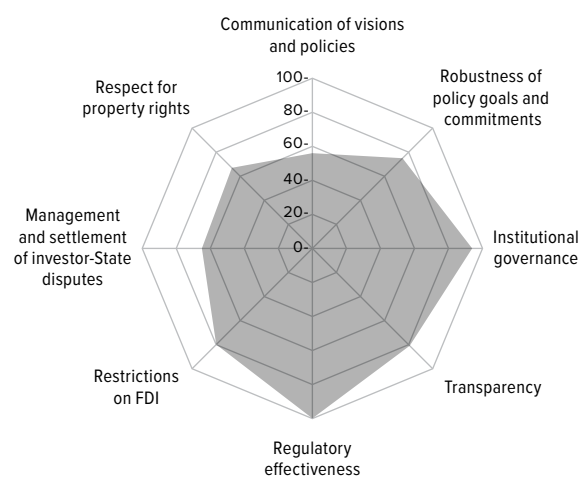 Communication of visions
and policies
Robustness of
policy goals and
commitments
Respect for
property rights
100-
80-
60-
40-
20-
0-
Management
and settlement
of investor-State
disputes
Institutional
governance
Restrictions
on FDI
Transparency
Regulatory
effectiveness